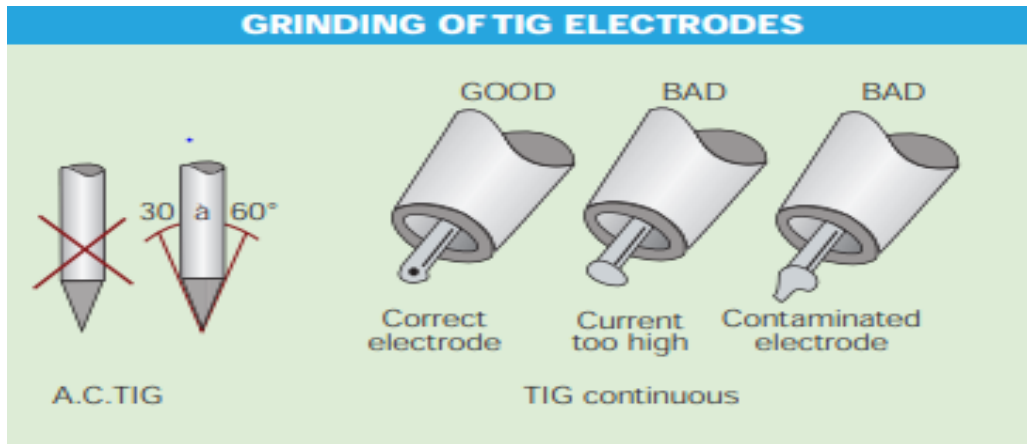 GRINDING OF TIG ELECTRODES
GOOD
BAD
BAD
30 à 60°
Correct
electrode
Current
too high
Contaminated
electrode
A.C.TIG
TIG continuous